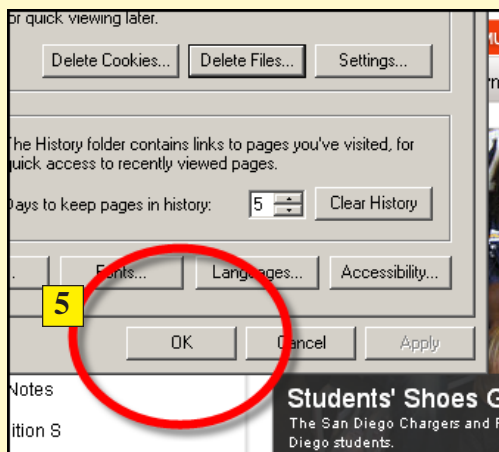 or quick viewing later.
Delete Cookies... Delete Files... Settings...
The History folder contains links to pages you've visited, for
quick access to recently viewed pages.
Days to keep pages in history: 5 Clear History
Fonts... Languages... Accessibility...
5
OK Cancel Apply
Notes
ition S
Students' Shoes G
The San Diego Chargers and F
Diego students.